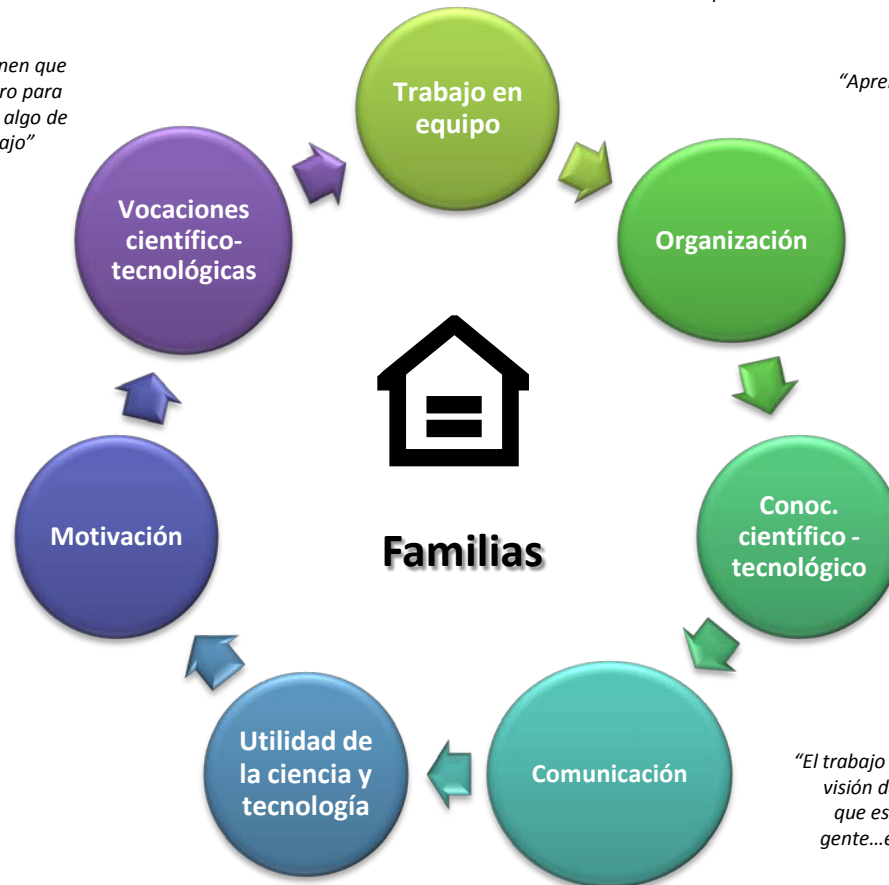 Trabajo en
equipo
"Apre
que
ro para
algo de
ajo"
Vocaciones
científico-
tecnológicas
Organización
Conoc.
científico -
tecnológico
Motivación
Familias
Utilidad de
la ciencia y
tecnología
Comunicación
"El trabajo
visión d
que es
gente...e